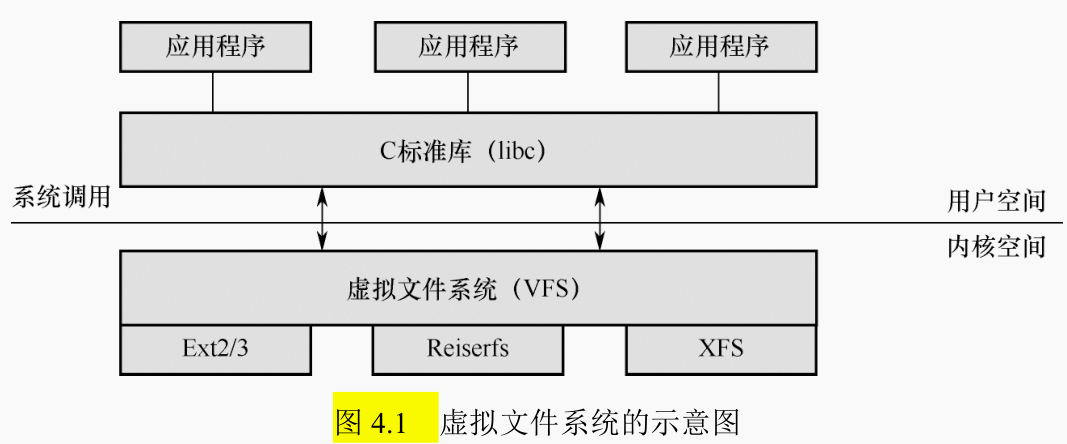 应用程序 应用程序 应用程序
C标准库（libc）
系统调用
用户空间
内核空间
虚拟文件系统（VFS）
Ext2/3 Reiserfs XFS
图 4.1 虚拟文件系统的示意图